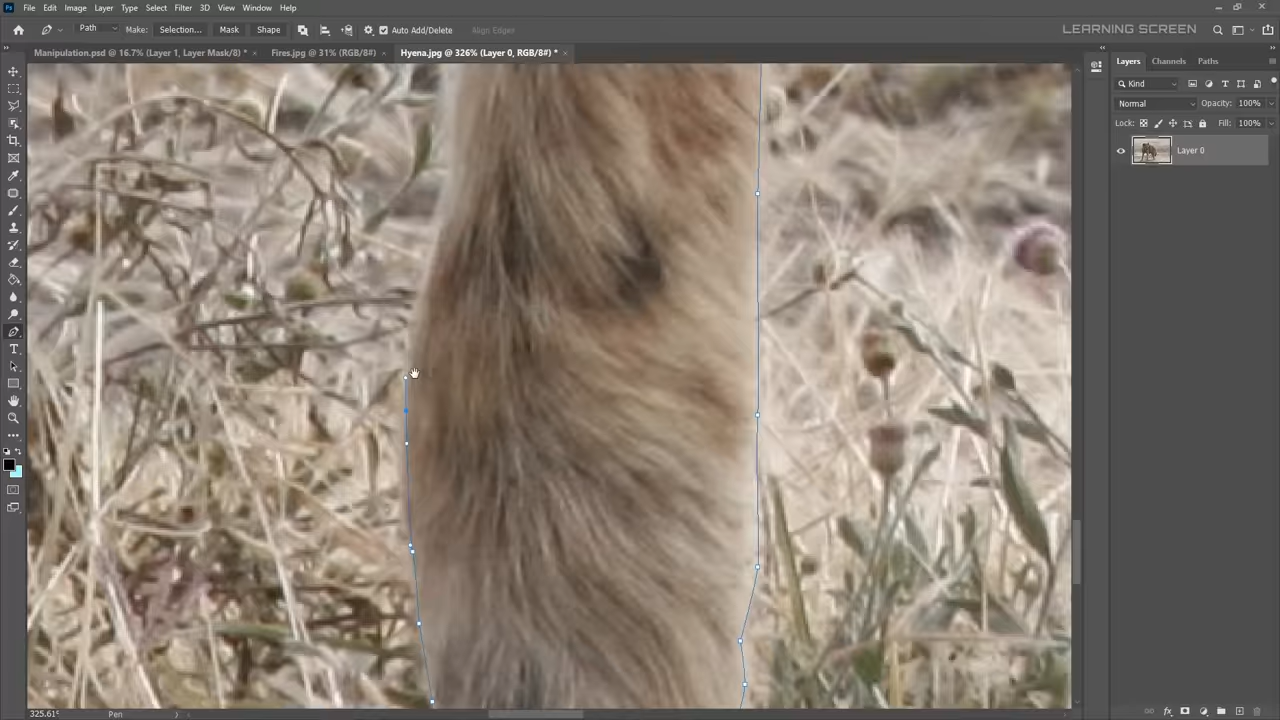 File Edit Image Layer Type Select Filter 3D View Window Help
Path Make: Selection... Mask Shape Auto Add/Delete Align Edges
LEARNING SCREEN
Manipulation.psd @ 16.7% (Layer 1, Layer Mask/8) * × Fires.jpg @ 31% (RGB/8#) × Hyena.jpg @ 326% (Layer 0, RGB/8#) * ×
Layers Channels Paths
Kind
Normal Opacity: 100%
Lock: Fill: 100%
Layer 0
325.61% Pen